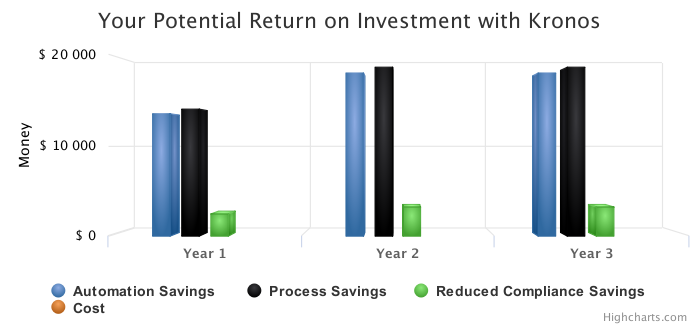 Your Potential Return on Investment with Kronos
$ 20 000
$ 10 000
$ 0
Money
Year 1
Year 2
Year 3
Automation Savings
Process Savings
Reduced Compliance Savings
Cost
Highcharts.com